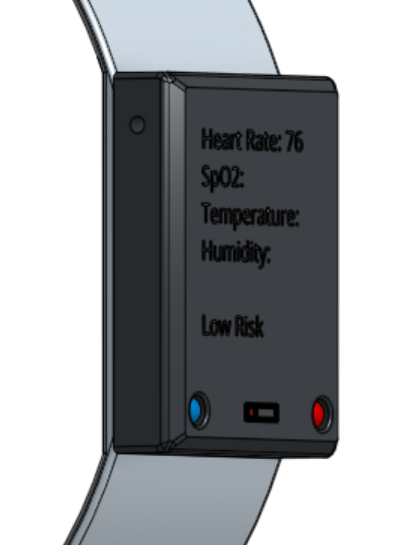 Heart Rate: 76
SpO2:
Temperature:
Humidity:
Low Risk